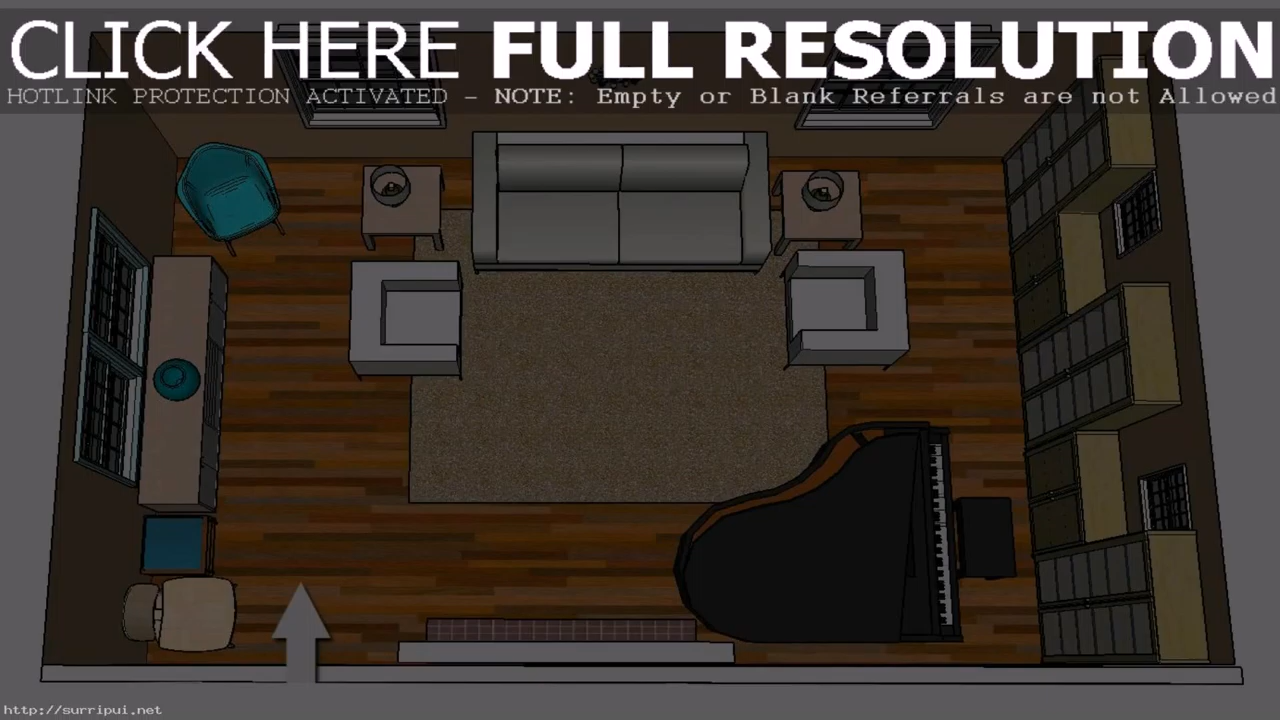 CLICK HERE FULL RESOLUTION
HOTLINK PROTECTION ACTIVATED – NOTE: Empty or Blank Referrals are not Allowed
http://surripui.net